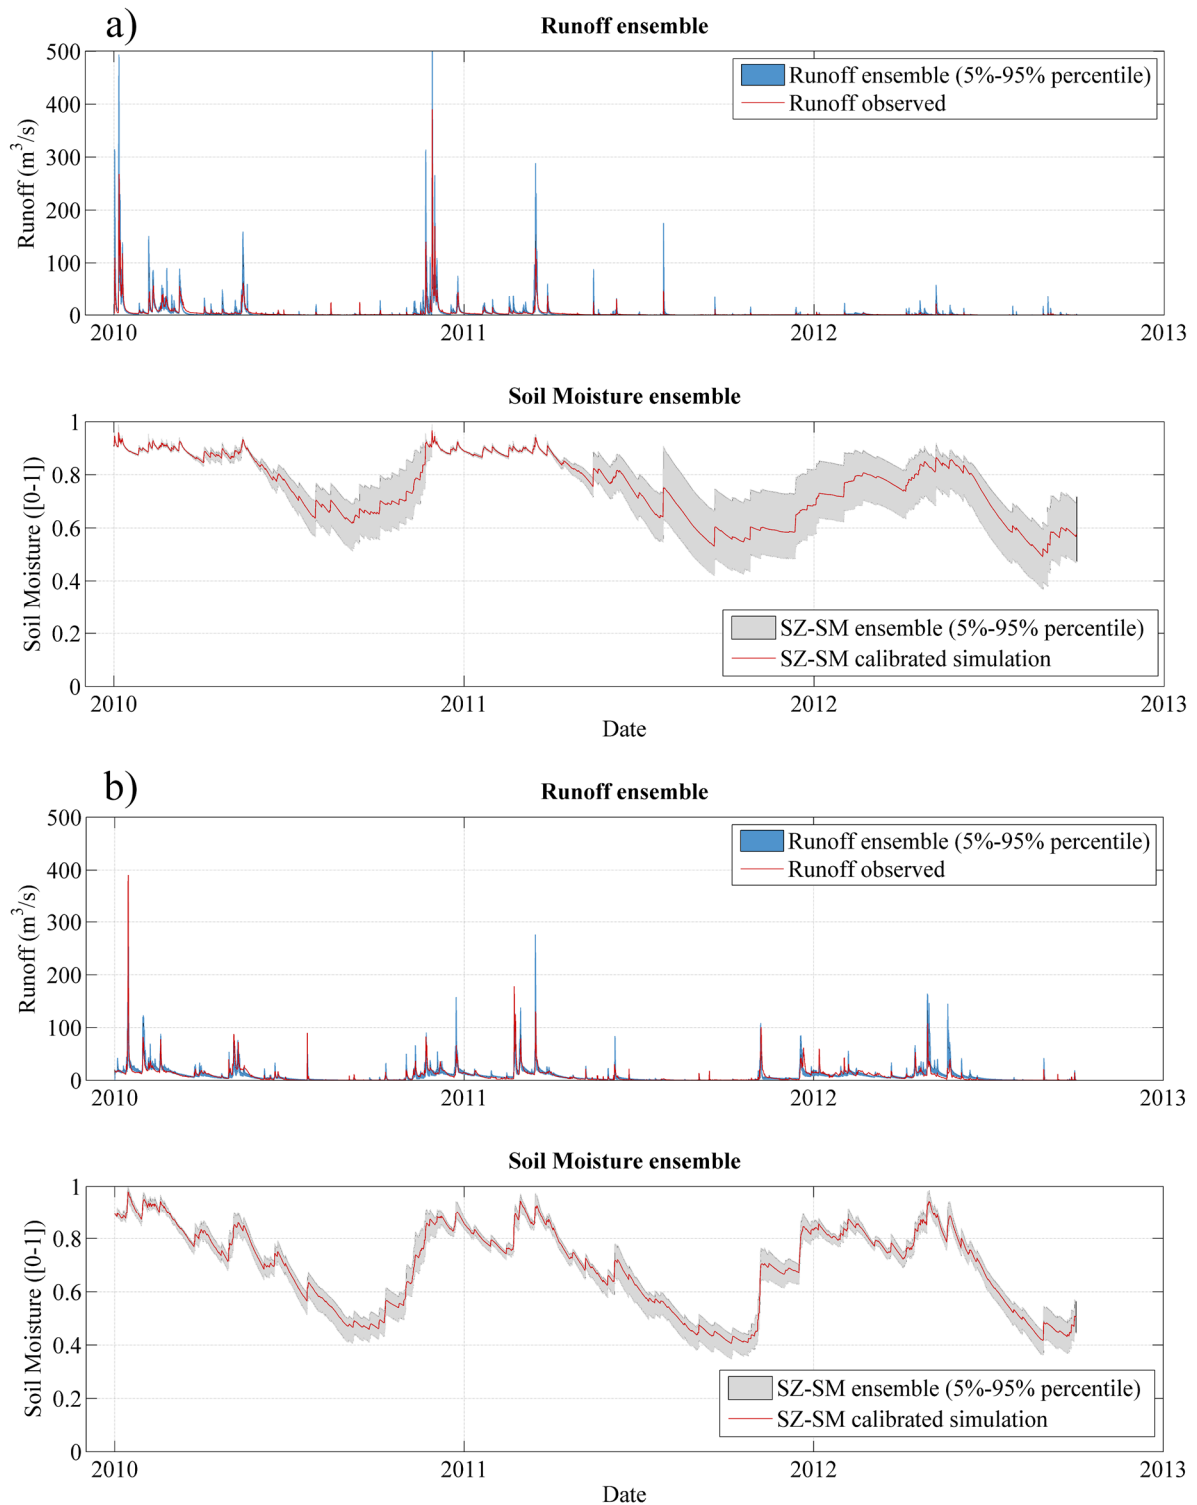 a)
Runoff ensemble
Runoff (m³/s)
500
400
300
200
100
0
Runoff ensemble (5%-95% percentile)
Runoff observed
2010
2011
2012
2013
Soil Moisture ensemble
Soil Moisture ([0-1])
1
0.8
0.6
0.4
0.2
0
SZ-SM ensemble (5%-95% percentile)
SZ-SM calibrated simulation
2010
2011
2012
2013
Date
b)
Runoff ensemble
Runoff (m³/s)
500
400
300
200
100
0
Runoff ensemble (5%-95% percentile)
Runoff observed
2010
2011
2012
2013
Soil Moisture ensemble
Soil Moisture ([0-1])
1
0.8
0.6
0.4
0.2
0
SZ-SM ensemble (5%-95% percentile)
SZ-SM calibrated simulation
2010
2011
2012
2013
Date